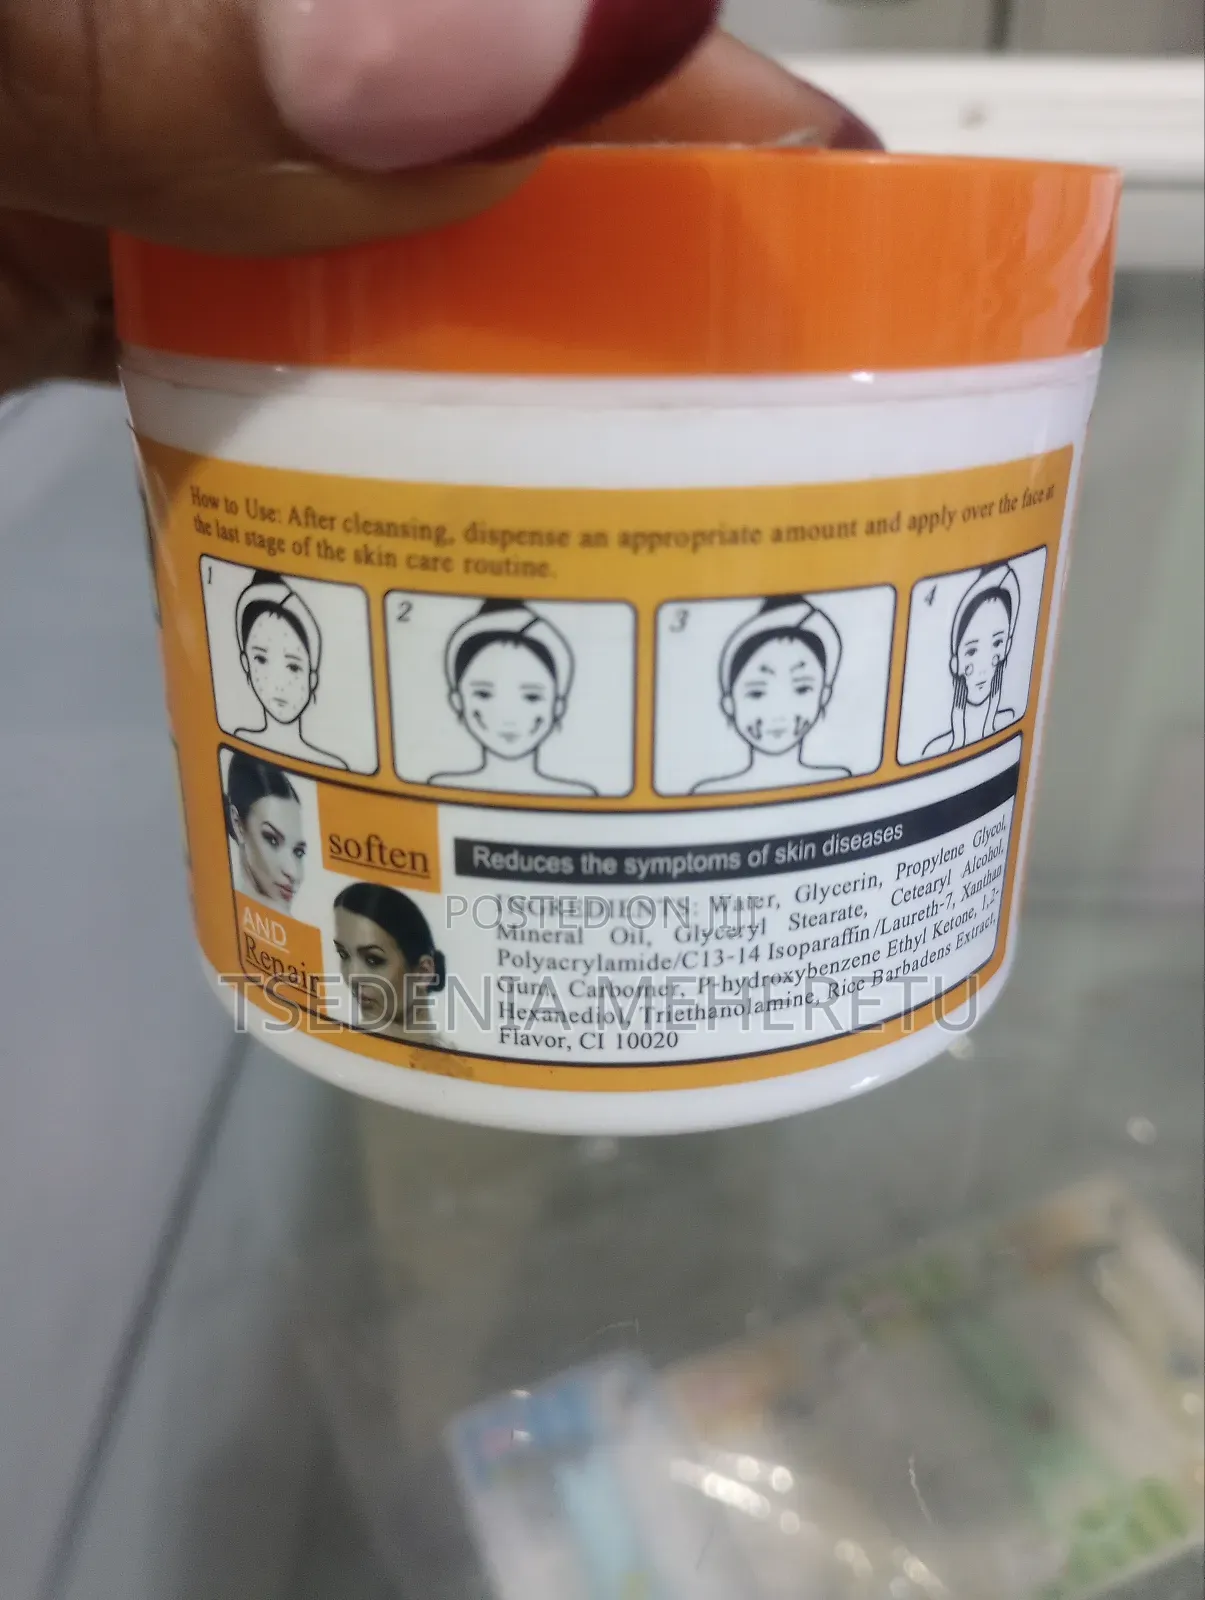 How to Use: After cleansing, dispense an appropriate amount and apply over the face at
the last stage of the skin care routine.
1
2
3
4
soften
AND
Repair
Reduces the symptoms of skin diseases
INGREDIENTS: Water, Glycerin, Propylene Glycol,
Mineral Oil, Glyceryl Stearate, Cetearyl Alcohol,
Polyacrylamide/C13-14 Isoparaffin/Laureth-7, Xanthan
Gum, Carbomer, P-hydroxybenzene Ethyl Ketone, 1,2-
Hexanediol, Triethanolamine, Rice Barbadens Extract,
Flavor, CI 10020
POSTED ON JIJI
TSEDENIA MEHERETU